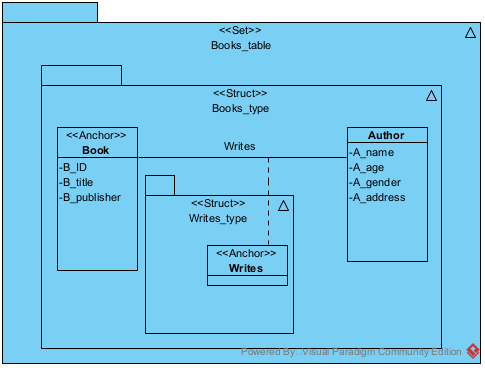 <<Set>>
Books_table
<<Struct>>
Books_type
<<Anchor>>
Book
-B_ID
-B_title
-B_publisher
Writes
Author
-A_name
-A_age
-A_gender
-A_address
<<Struct>>
Writes_type
<<Anchor>>
Writes
Powered By: Visual Paradigm Community Edition